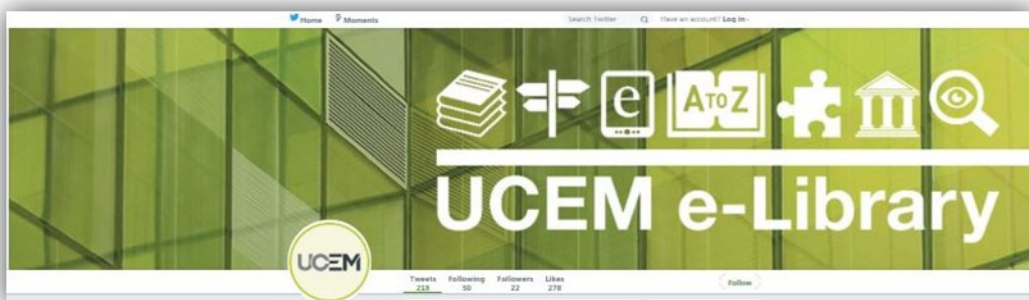 Home Moments Search Twitter Have an account? Log in
e A TO Z
UCEM e-Library
UCEM
Tweets Following Followers Likes
218 50 22 278
Follow